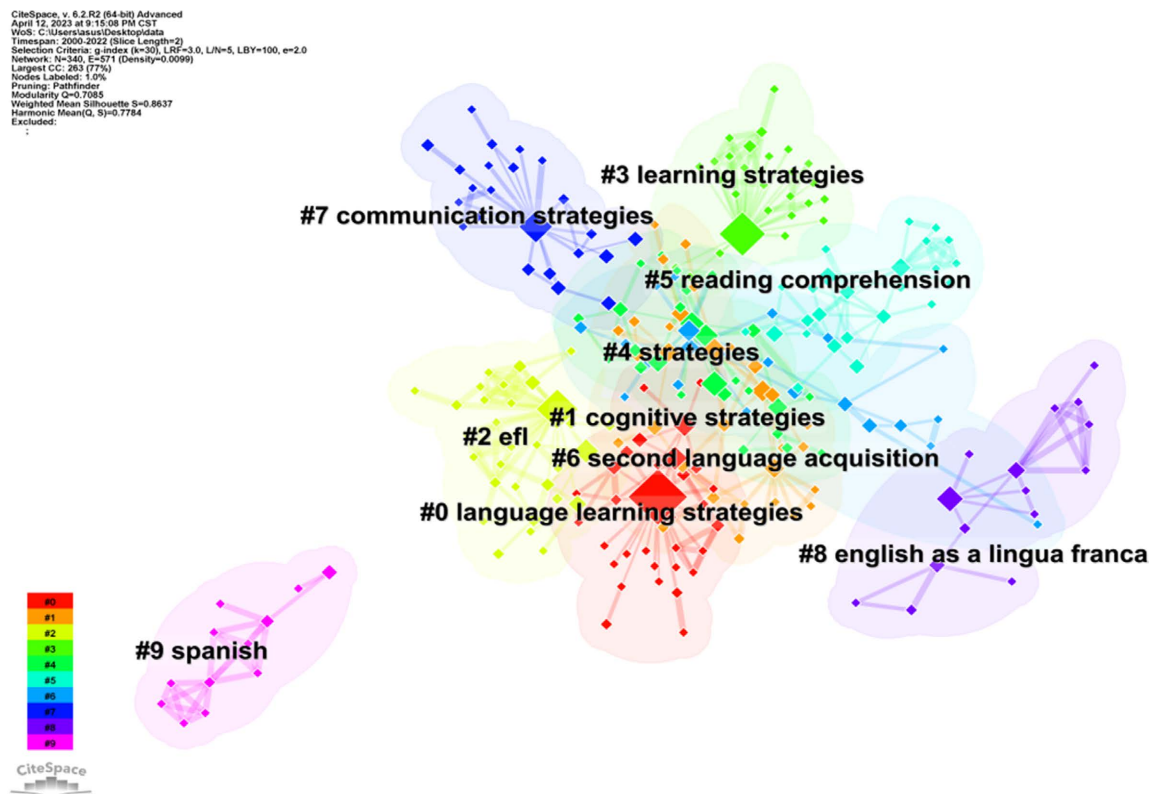 CiteSpace, v. 6.2.R2 (64-bit) Advanced
April 12, 2023 at 9:15:08 PM CST
WoS: C:\Users\asus\Desktop\data
Timespan: 2000-2022 (Slice Length=2)
Selection Criteria: g-index (k=30), LRF=3.0, L/N=5, LBY=100, e=2.0
Network: N=340, E=571 (Density=0.0099)
Largest CC: 263 (77%)
Nodes Labeled: 1.0%
Pruning: Pathfinder
Modularity Q=0.7085
Weighted Mean Silhouette S=0.8637
Harmonic Mean(Q, S)=0.7784
Excluded:
;
#3 learning strategies
#7 communication strategies
#5 reading comprehension
#4 strategies
#1 cognitive strategies
#2 efl
#6 second language acquisition
#0 language learning strategies
#8 english as a lingua franca
#9 spanish
#0
#1
#2
#3
#4
#5
#6
#7
#8
#9
CiteSpace